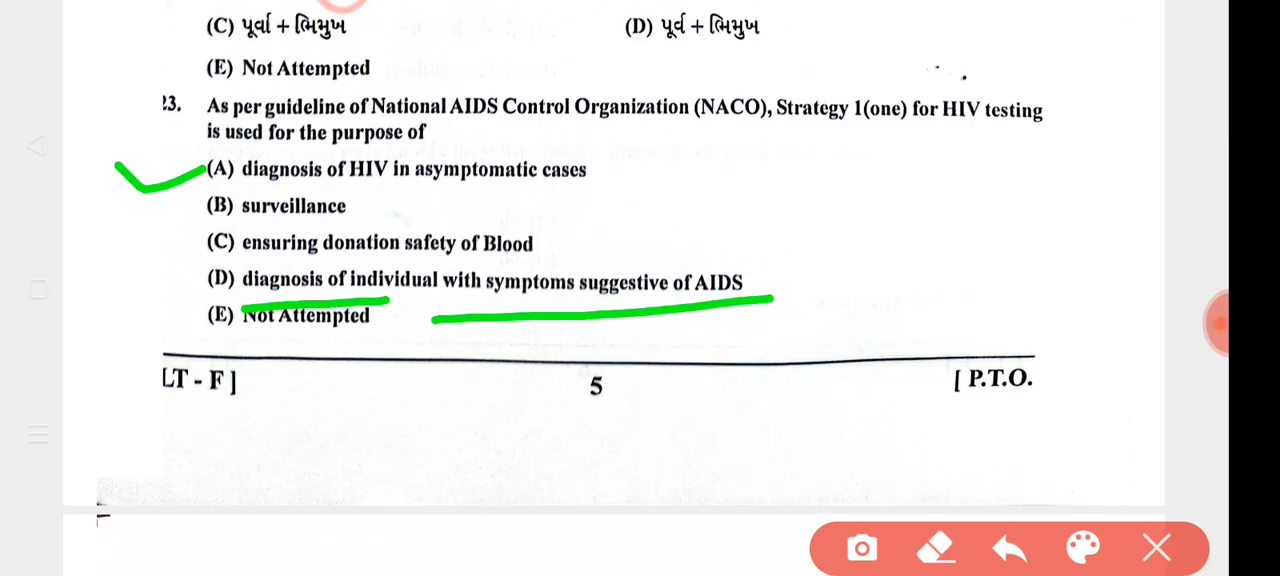 (C) પૂર્વા + ભિમુખ
(D) પૂર્વ + ભિમુખ
(E) Not Attempted
23. As per guideline of National AIDS Control Organization (NACO), Strategy 1(one) for HIV testing
is used for the purpose of
(A) diagnosis of HIV in asymptomatic cases
(B) surveillance
(C) ensuring donation safety of Blood
(D) diagnosis of individual with symptoms suggestive of AIDS
(E) Not Attempted
LT - F ]
5
[ P.T.O.